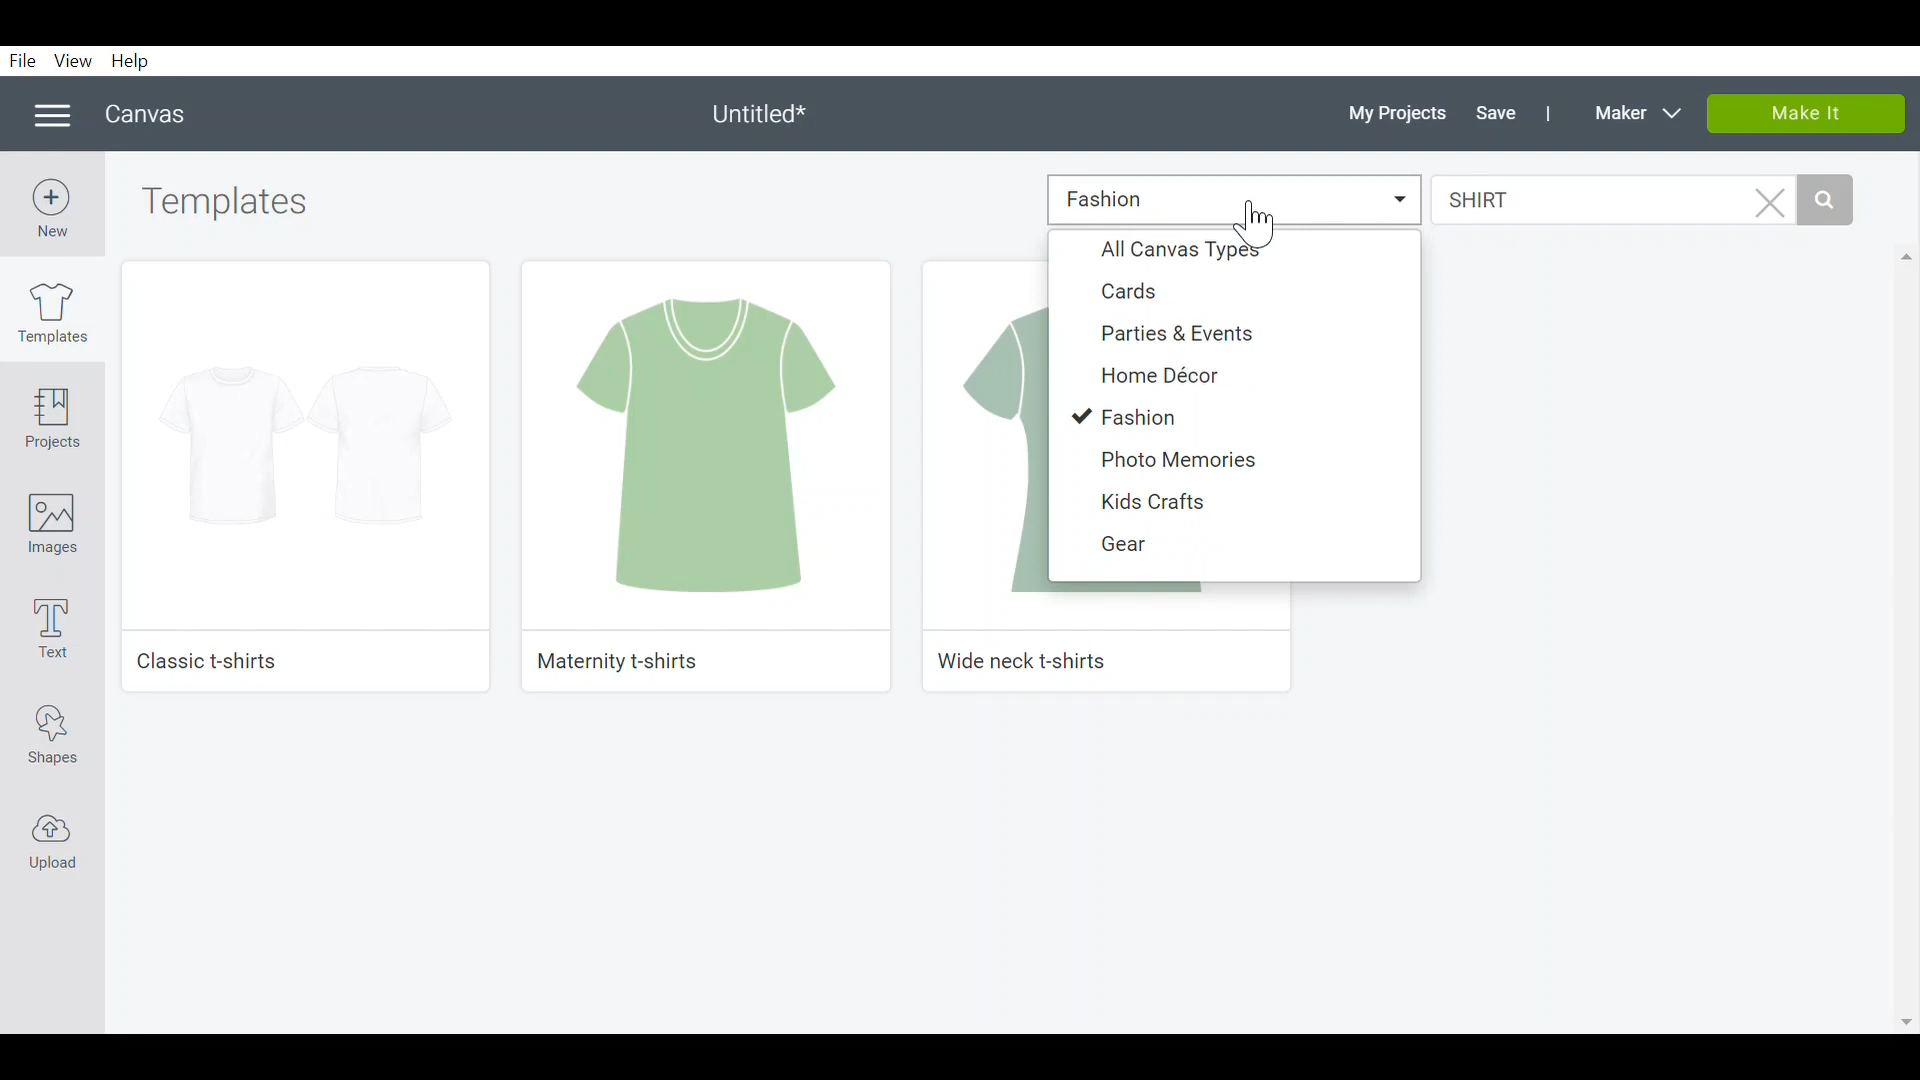 File View Help
Canvas Untitled* My Projects Save | Maker Make It
New
Templates
Projects
Images
Text
Shapes
Upload
Templates
Fashion
SHIRT
All Canvas Types
Cards
Parties & Events
Home Décor
Fashion
Photo Memories
Kids Crafts
Gear
Classic t-shirts
Maternity t-shirts
Wide neck t-shirts